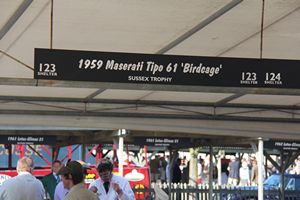 123 SHELTER
1959 Maserati Tipo 61 'Birdcage'
SUSSEX TROPHY
123 124
SHELTER